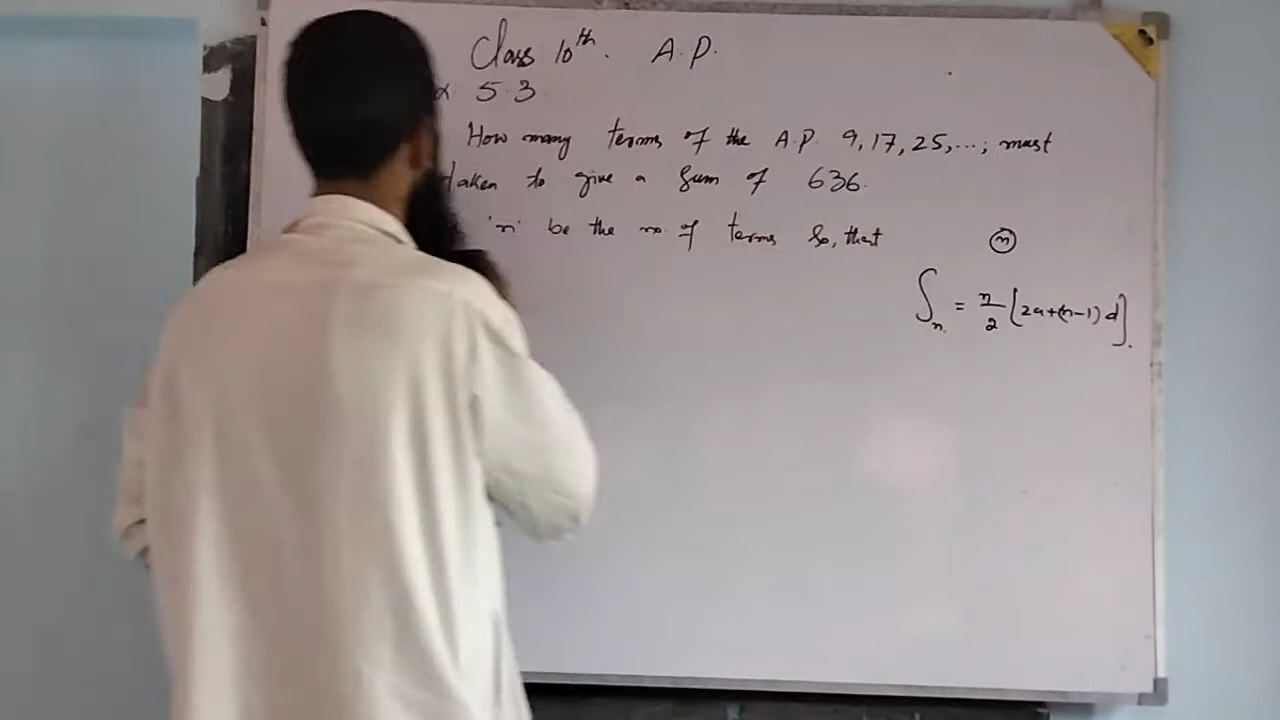 Class 10th. A.P.
5.3
How many terms of the A.P. 9, 17, 25, ...; must
taken to give a Sum of 636.
'n' be the no. of terms So, that
n
Sn = n/2 [2a+(n-1)d].